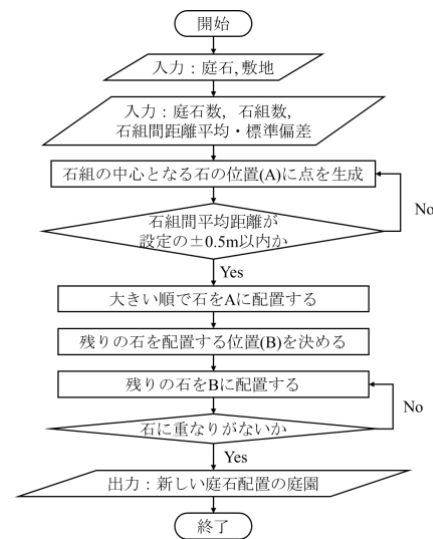 開始
入力：庭石,敷地
入力：庭石数，石組数，
石組間距離平均・標準偏差
石組の中心となる石の位置(A)に点を生成
No
石組間平均距離が
設定の±0.5m以内か
Yes
大きい順で石をAに配置する
残りの石を配置する位置(B)を決める
残りの石をBに配置する
No
石に重なりがないか
Yes
出力：新しい庭石配置の庭園
終了